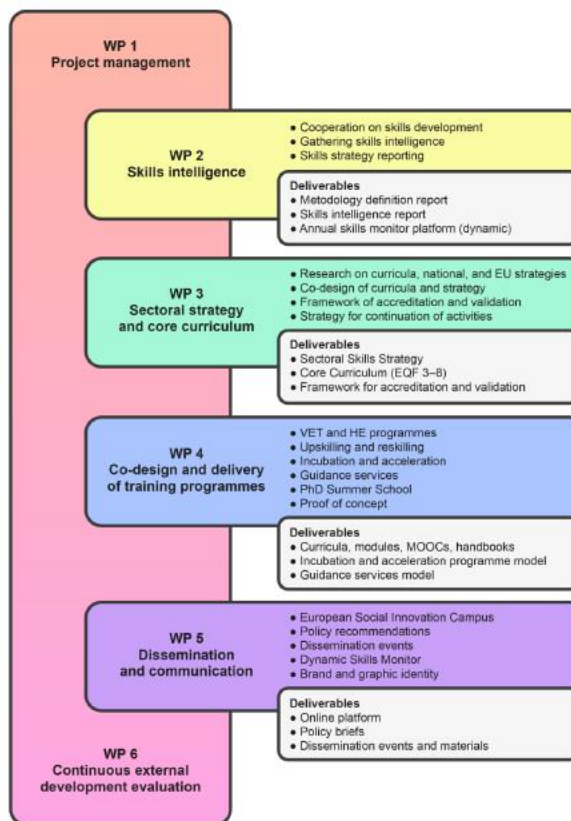 WP 1
Project management
WP 2
Skills intelligence
● Cooperation on skills development
● Gathering skills intelligence
● Skills strategy reporting
Deliverables
● Metodology definition report
● Skills intelligence report
● Annual skills monitor platform (dynamic)
WP 3
Sectoral strategy
and core curriculum
● Research on curricula, national, and EU strategies
● Co-design of curricula and strategy
● Framework of accreditation and validation
● Strategy for continuation of activities
Deliverables
● Sectoral Skills Strategy
● Core Curriculum (EQF 3–8)
● Framework for accreditation and validation
WP 4
Co-design and delivery
of training programmes
● VET and HE programmes
● Upskilling and reskilling
● Incubation and acceleration
● Guidance services
● PhD Summer School
● Proof of concept
Deliverables
● Curricula, modules, MOOCs, handbooks
● Incubation and acceleration programme model
● Guidance services model
WP 5
Dissemination
and communication
● European Social Innovation Campus
● Policy recommendations
● Dissemination events
● Dynamic Skills Monitor
● Brand and graphic identity
Deliverables
● Online platform
● Policy briefs
● Dissemination events and materials
WP 6
Continuous external
development evaluation